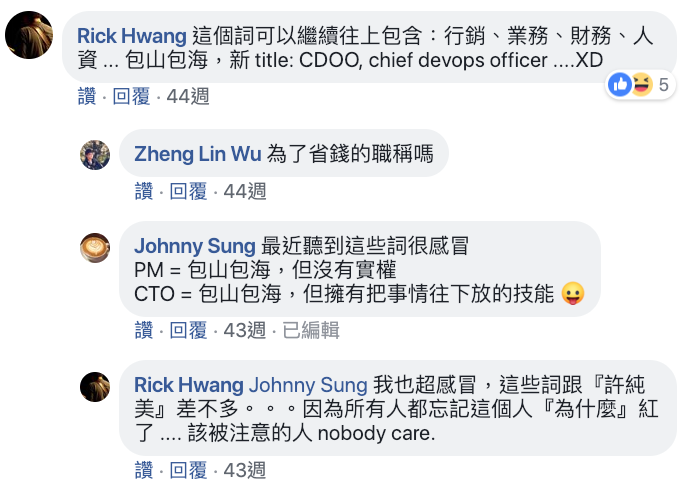 Rick Hwang 這個詞可以繼續往上包含：行銷、業務、財務、人
資 ... 包山包海，新 title: CDOO, chief devops officer ....XD
5
讚 · 回覆 · 44週
Zheng Lin Wu 為了省錢的職稱嗎
讚 · 回覆 · 44週
Johnny Sung 最近聽到這些詞很感冒
PM = 包山包海，但沒有實權
CTO = 包山包海，但擁有把事情往下放的技能 😛
讚 · 回覆 · 43週 · 已編輯
Rick Hwang Johnny Sung 我也超感冒，這些詞跟『許純
美』差不多。。。因為所有人都忘記這個人『為什麼』紅
了 .... 該被注意的人 nobody care.
讚 · 回覆 · 43週